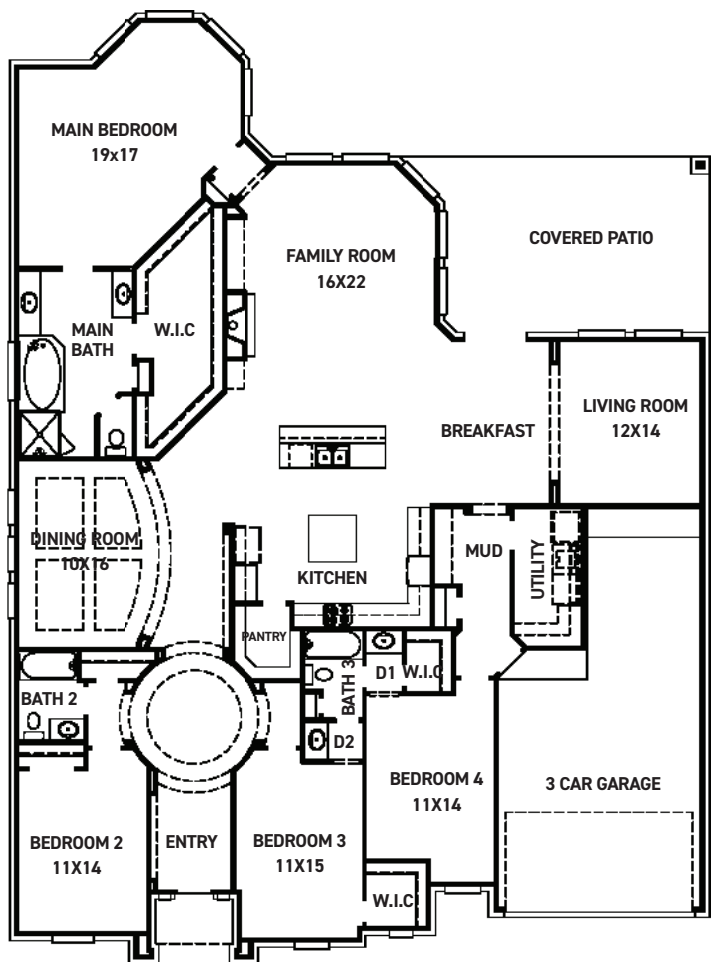 MAIN BEDROOM
19x17
FAMILY ROOM
16X22
COVERED PATIO
MAIN
BATH
W.I.C
LIVING ROOM
12X14
BREAKFAST
DINING ROOM
10X16
KITCHEN
MUD
UTILITY
PANTRY
BATH 2
BATH 3
D1
W.I.C
D2
BEDROOM 4
11X14
3 CAR GARAGE
BEDROOM 2
11X14
ENTRY
BEDROOM 3
11X15
W.I.C